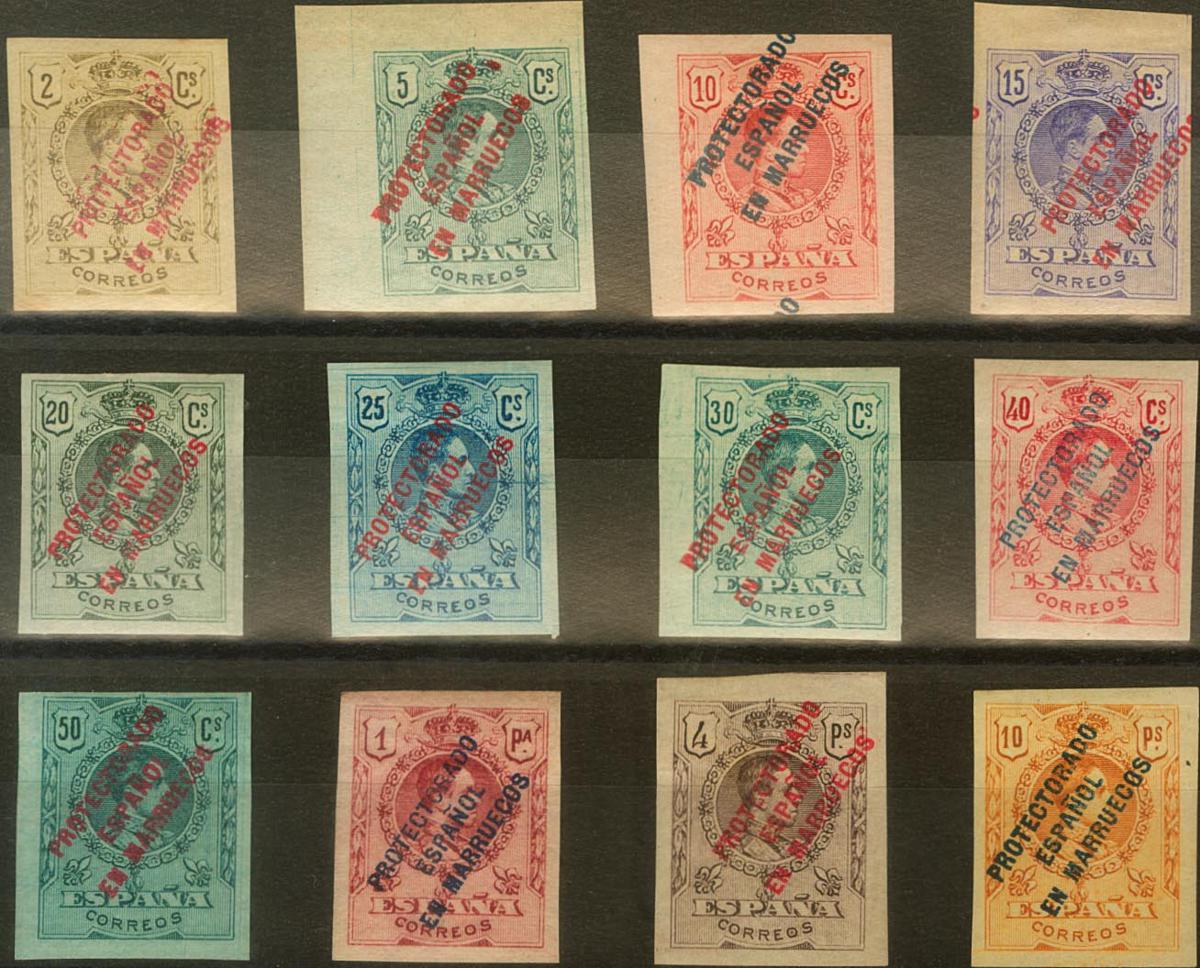 2 Cs.
PROTECTORADO
ESPAÑOL
EN MARRUECOS
ESPAÑA
CORREOS
5 Cs.
PROTECTORADO
ESPAÑOL
EN MARRUECOS
ESPAÑA
CORREOS
10 Cs.
PROTECTORADO
ESPAÑOL
EN MARRUECOS
ESPAÑA
CORREOS
15 Cs.
PROTECTORADO
ESPAÑOL
EN MARRUECOS
ESPAÑA
CORREOS
20 Cs.
PROTECTORADO
ESPAÑOL
EN MARRUECOS
ESPAÑA
CORREOS
25 Cs.
PROTECTORADO
ESPAÑOL
EN MARRUECOS
ESPAÑA
CORREOS
30 Cs.
PROTECTORADO
ESPAÑOL
EN MARRUECOS
ESPAÑA
CORREOS
40 Cs.
PROTECTORADO
ESPAÑOL
EN MARRUECOS
ESPAÑA
CORREOS
50 Cs.
PROTECTORADO
ESPAÑOL
EN MARRUECOS
ESPAÑA
CORREOS
1 PA.
PROTECTORADO
ESPAÑOL
EN MARRUECOS
ESPAÑA
CORREOS
4 PS.
PROTECTORADO
ESPAÑOL
EN MARRUECOS
ESPAÑA
CORREOS
10 PS.
PROTECTORADO
ESPAÑOL
EN MARRUECOS
ESPAÑA
CORREOS